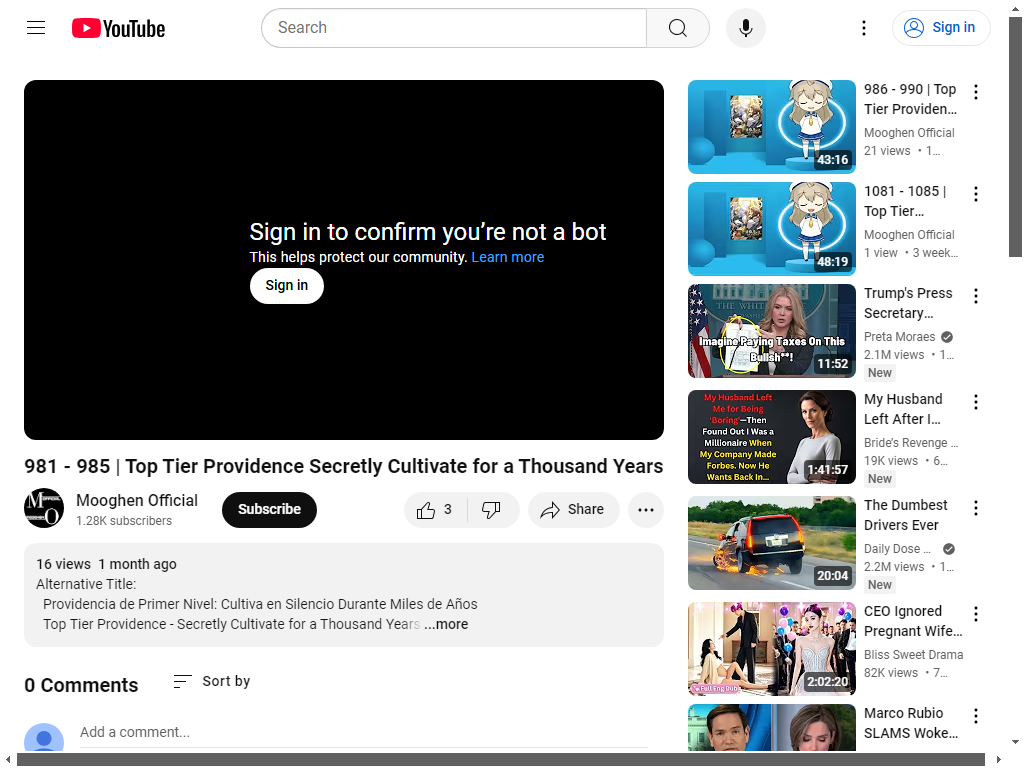 YouTube
Search
Sign in
Sign in to confirm you're not a bot
This helps protect our community. Learn more
Sign in
981 - 985 | Top Tier Providence Secretly Cultivate for a Thousand Years
Mooghen Official
1.28K subscribers
Subscribe
3
Share
16 views 1 month ago
Alternative Title:
Providencia de Primer Nivel: Cultiva en Silencio Durante Miles de Años
Top Tier Providence - Secretly Cultivate for a Thousand Years ...more
0 Comments
Sort by
Add a comment...
43:16
986 - 990 | Top
Tier Providen...
Mooghen Official
21 views • 1...
48:19
1081 - 1085 |
Top Tier...
Mooghen Official
1 view • 3 week...
THE WHITE
Imagine Paying Taxes On This
Bullsh**!
11:52
Trump's Press
Secretary...
Preta Moraes
2.1M views • 1...
New
My Husband Left
Me for Being
'Boring'—Then
Found Out I Was a
Millionaire When
My Company Made
Forbes. Now He
Wants Back In...
1:41:57
My Husband
Left After I...
Bride's Revenge ...
19K views • 6...
New
20:04
The Dumbest
Drivers Ever
Daily Dose ...
2.2M views • 1...
New
Full Eng Dub
2:02:20
CEO Ignored
Pregnant Wife...
Bliss Sweet Drama
82K views • 7...
Marco Rubio
SLAMS Woke...